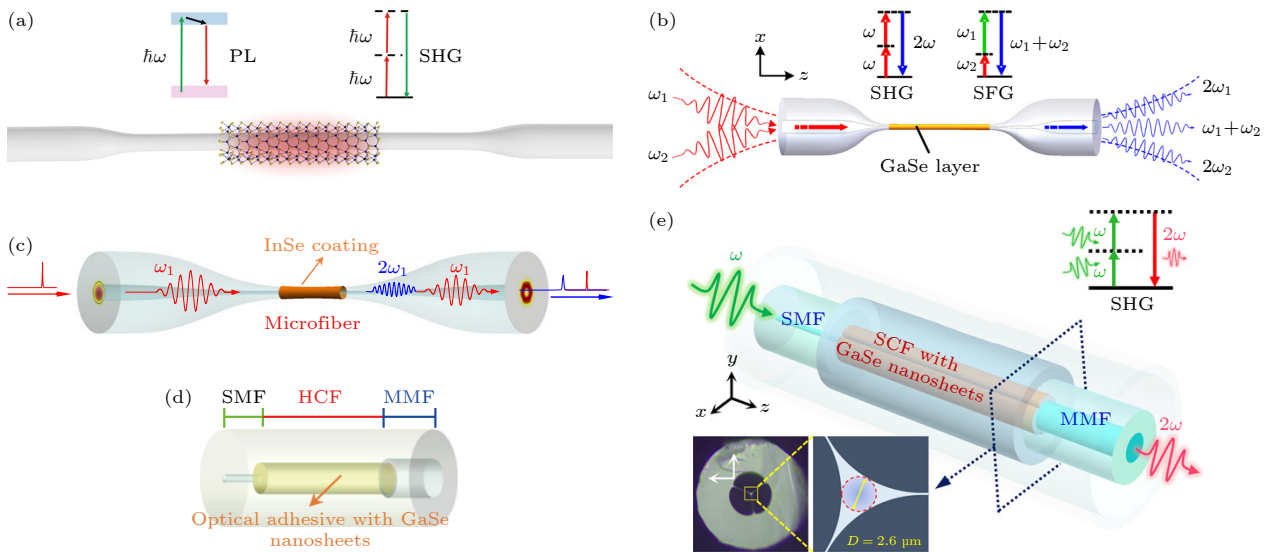 (a)
ħω
PL
ħω
ħω
SHG
(b)
x
z
ω
ω
2ω
SHG
ω₁
ω₂
ω₁+ω₂
SFG
ω₁
ω₂
GaSe layer
2ω₁
ω₁+ω₂
2ω₂
(c)
InSe coating
ω₁
2ω₁
ω₁
Microfiber
(d)
SMF
HCF
MMF
Optical adhesive with GaSe
nanosheets
(e)
ω
SMF
SCF with
GaSe nanosheets
MMF
2ω
y
x
z
ω
ω
2ω
SHG
D = 2.6 μm